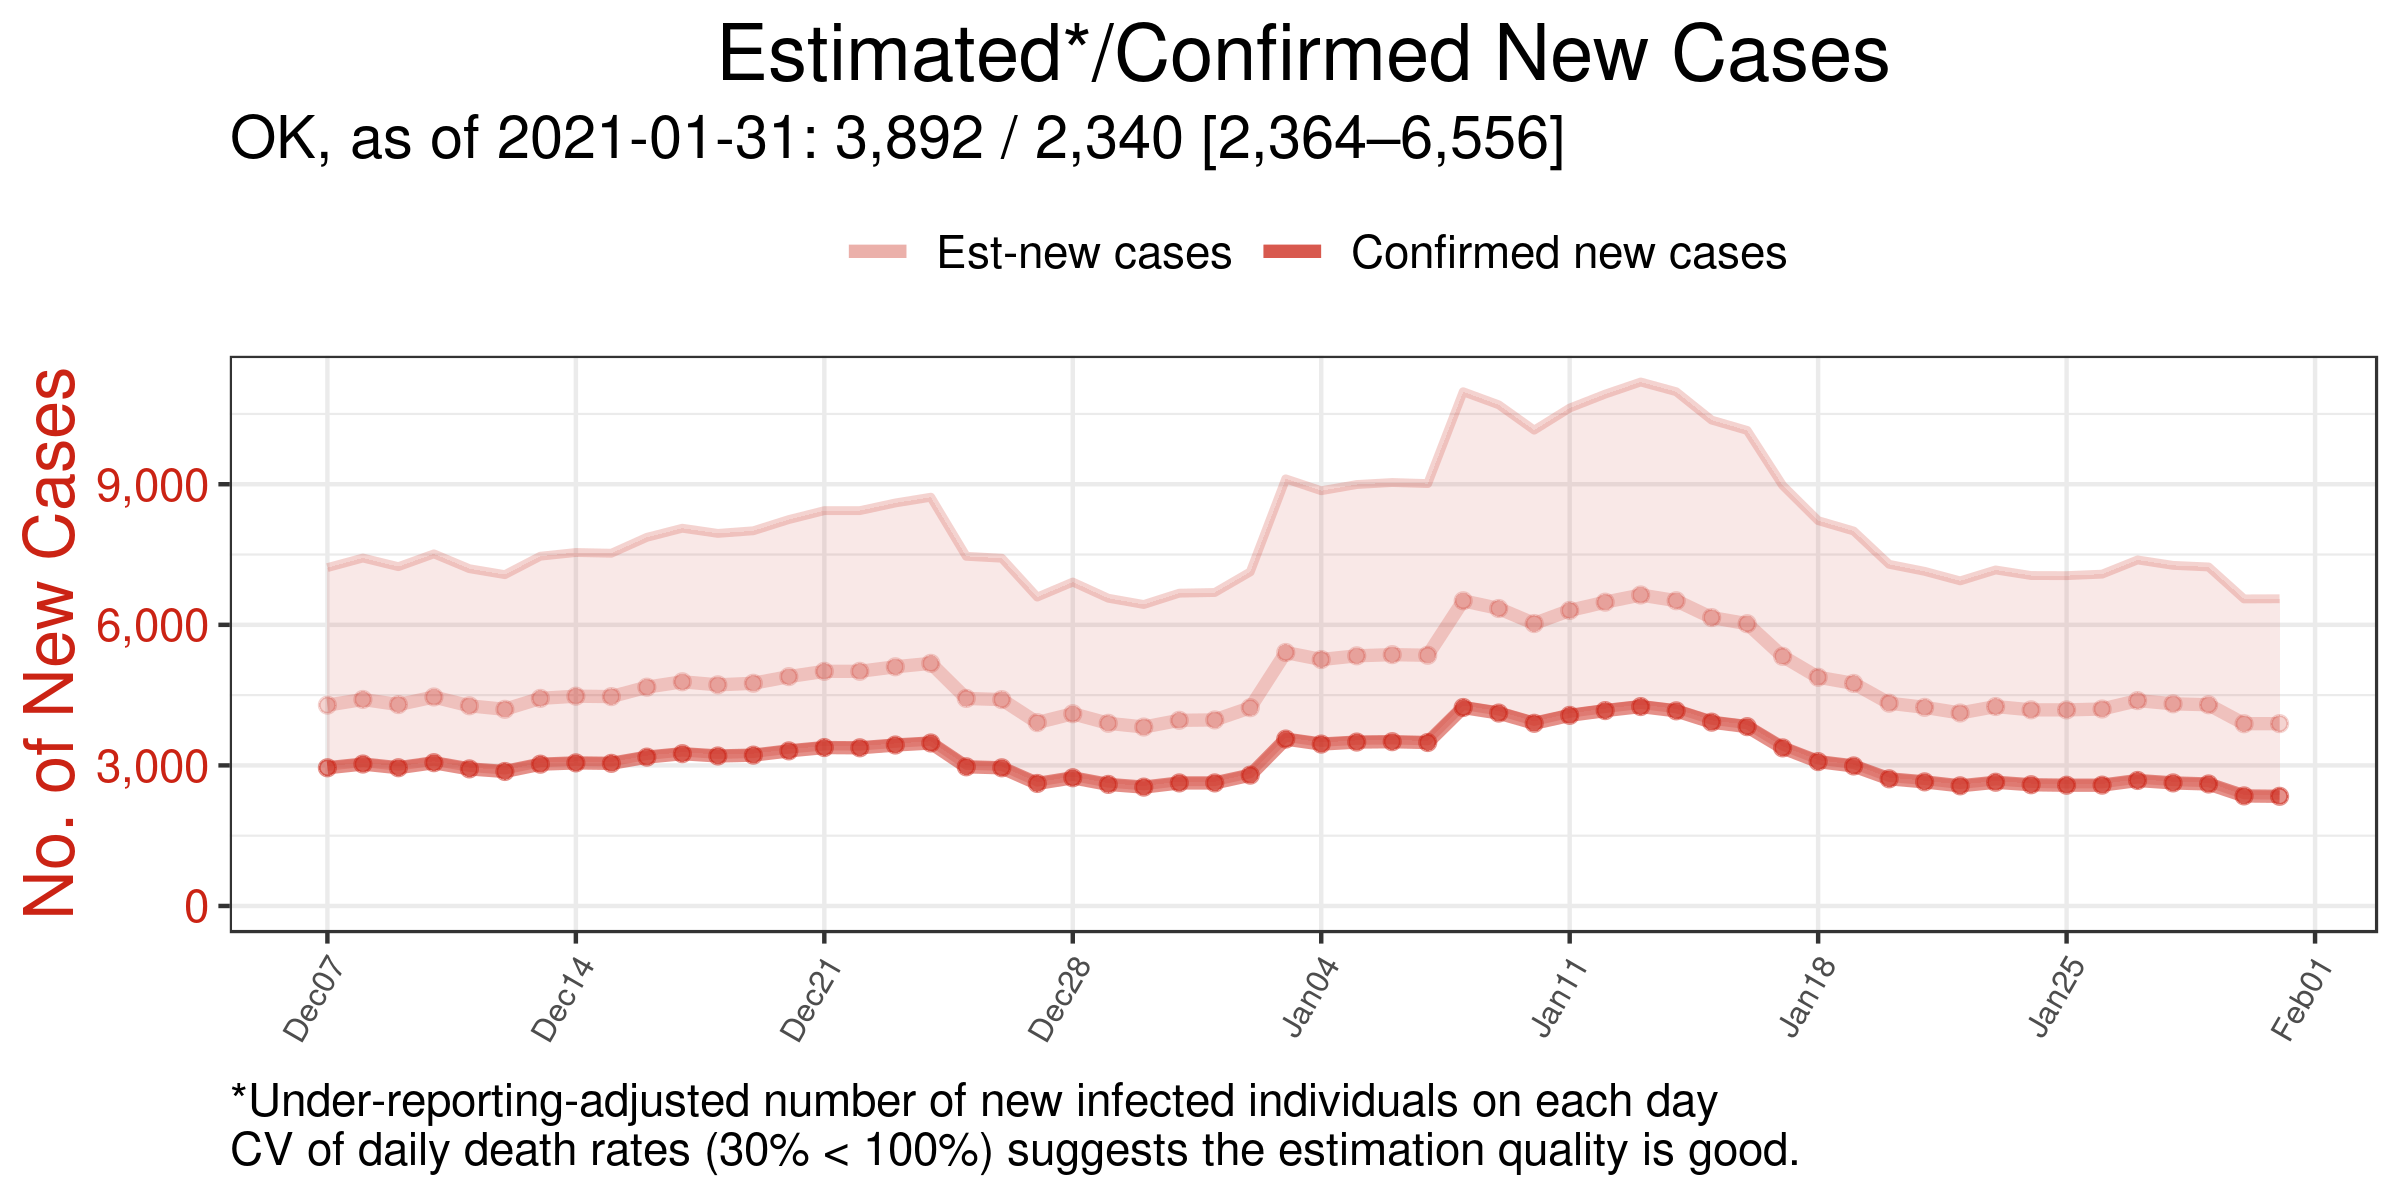 Estimated*/Confirmed New Cases
OK, as of 2021-01-31: 3,892 / 2,340 [2,364–6,556]
Est-new cases Confirmed new cases
No. of New Cases
9,000
6,000
3,000
0
Dec07 Dec14 Dec21 Dec28 Jan04 Jan11 Jan18 Jan25 Feb01
*Under-reporting-adjusted number of new infected individuals on each day
CV of daily death rates (30% < 100%) suggests the estimation quality is good.